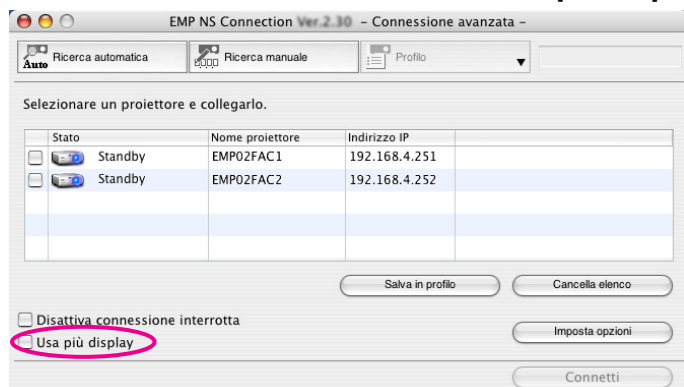 EMP NS Connection Ver.2.30 – Connessione avanzata –
Auto Ricerca automatica Ricerca manuale Profilo
Selezionare un proiettore e collegarlo.
Stato Nome proiettore Indirizzo IP
Standby EMP02FAC1 192.168.4.251
Standby EMP02FAC2 192.168.4.252
Salva in profilo Cancella elenco
Disattiva connessione interrotta
Imposta opzioni
Usa più display
Connetti